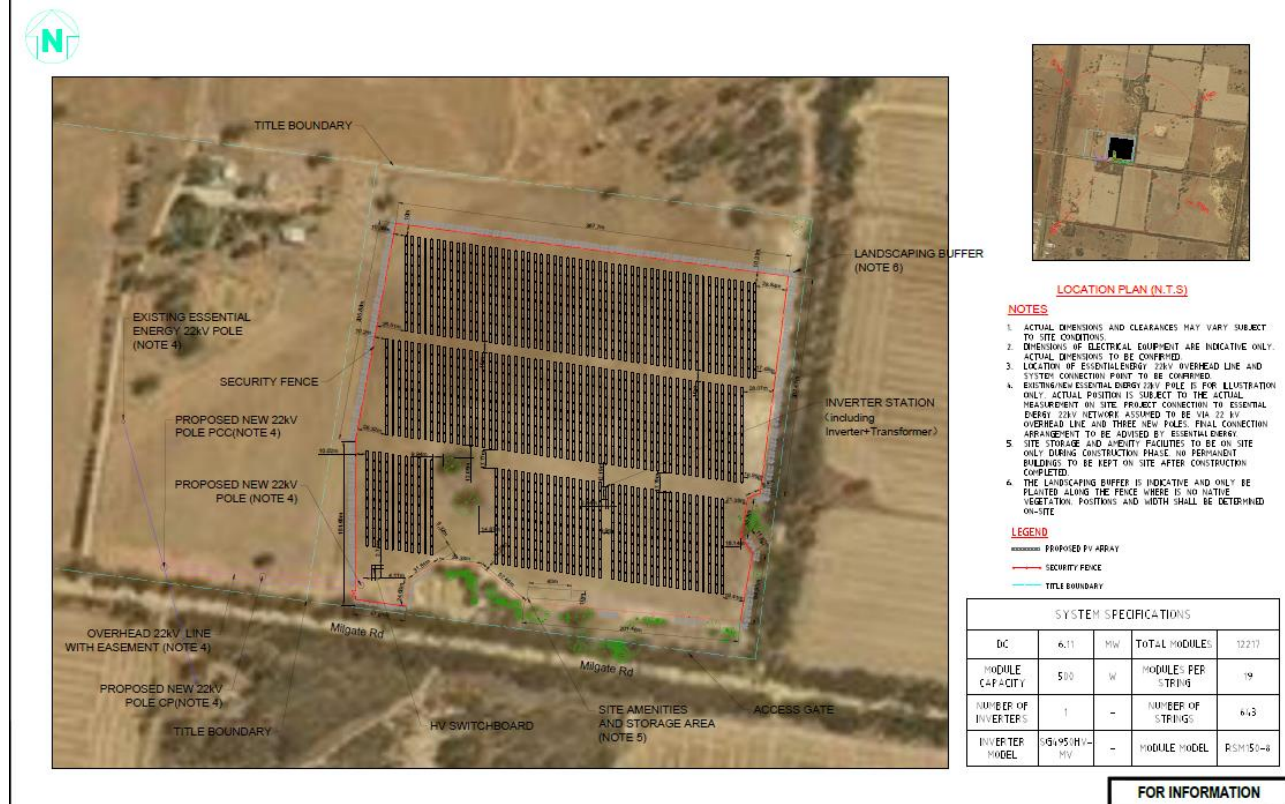 N
TITLE BOUNDARY
LANDSCAPING BUFFER
(NOTE 6)
EXISTING ESSENTIAL
ENERGY 22kV POLE
(NOTE 4)
SECURITY FENCE
INVERTER STATION
(including
Inverter+Transformer)
PROPOSED NEW 22kV
POLE PCC(NOTE 4)
PROPOSED NEW 22kV
POLE (NOTE 4)
OVERHEAD 22kV LINE
WITH EASEMENT (NOTE 4)
PROPOSED NEW 22kV
POLE CP(NOTE 4)
TITLE BOUNDARY
Milgate Rd
Milgate Rd
HV SWITCHBOARD
SITE AMENITIES
AND STORAGE AREA
(NOTE 5)
ACCESS GATE
LOCATION PLAN (N.T.S)
NOTES
1. ACTUAL DIMENSIONS AND CLEARANCES MAY VARY SUBJECT
TO SITE CONDITIONS.
2. DIMENSIONS OF ELECTRICAL EQUIPMENT ARE INDICATIVE ONLY.
ACTUAL DIMENSIONS TO BE CONFIRMED.
3. LOCATION OF ESSENTIAL ENERGY 22kV OVERHEAD LINE AND
SYSTEM CONNECTION POINT TO BE CONFIRMED.
4. EXISTING/NEW ESSENTIAL ENERGY 22kV POLE IS FOR ILLUSTRATION
ONLY. ACTUAL POSITION IS SUBJECT TO THE ACTUAL
MEASUREMENT ON SITE. PROJECT CONNECTION TO ESSENTIAL
ENERGY 22kV NETWORK ASSUMED TO BE VIA 22 kV
OVERHEAD LINE AND THREE NEW POLES. FINAL CONNECTION
ARRANGEMENT TO BE ADVISED BY ESSENTIAL ENERGY.
5. SITE STORAGE AND AMENITY FACILITIES TO BE ON SITE
ONLY DURING CONSTRUCTION PHASE. NO PERMANENT
BUILDINGS TO BE KEPT ON SITE AFTER CONSTRUCTION
COMPLETED.
6. THE LANDSCAPING BUFFER IS INDICATIVE AND ONLY BE
PLANTED ALONG THE FENCE WHERE IS NO NATIVE
VEGETATION. POSITIONS AND WIDTH SHALL BE DETERMINED
ON-SITE
LEGEND
PROPOSED PV ARRAY
SECURITY FENCE
TITLE BOUNDARY
SYSTEM SPECIFICATIONS
DC 6.11 MW TOTAL MODULES 12217
MODULE CAPACITY 500 W MODULES PER STRING 19
NUMBER OF INVERTERS 1 - NUMBER OF STRINGS 643
INVERTER MODEL SG4950HV-MV - MODULE MODEL RSM150-8
FOR INFORMATION